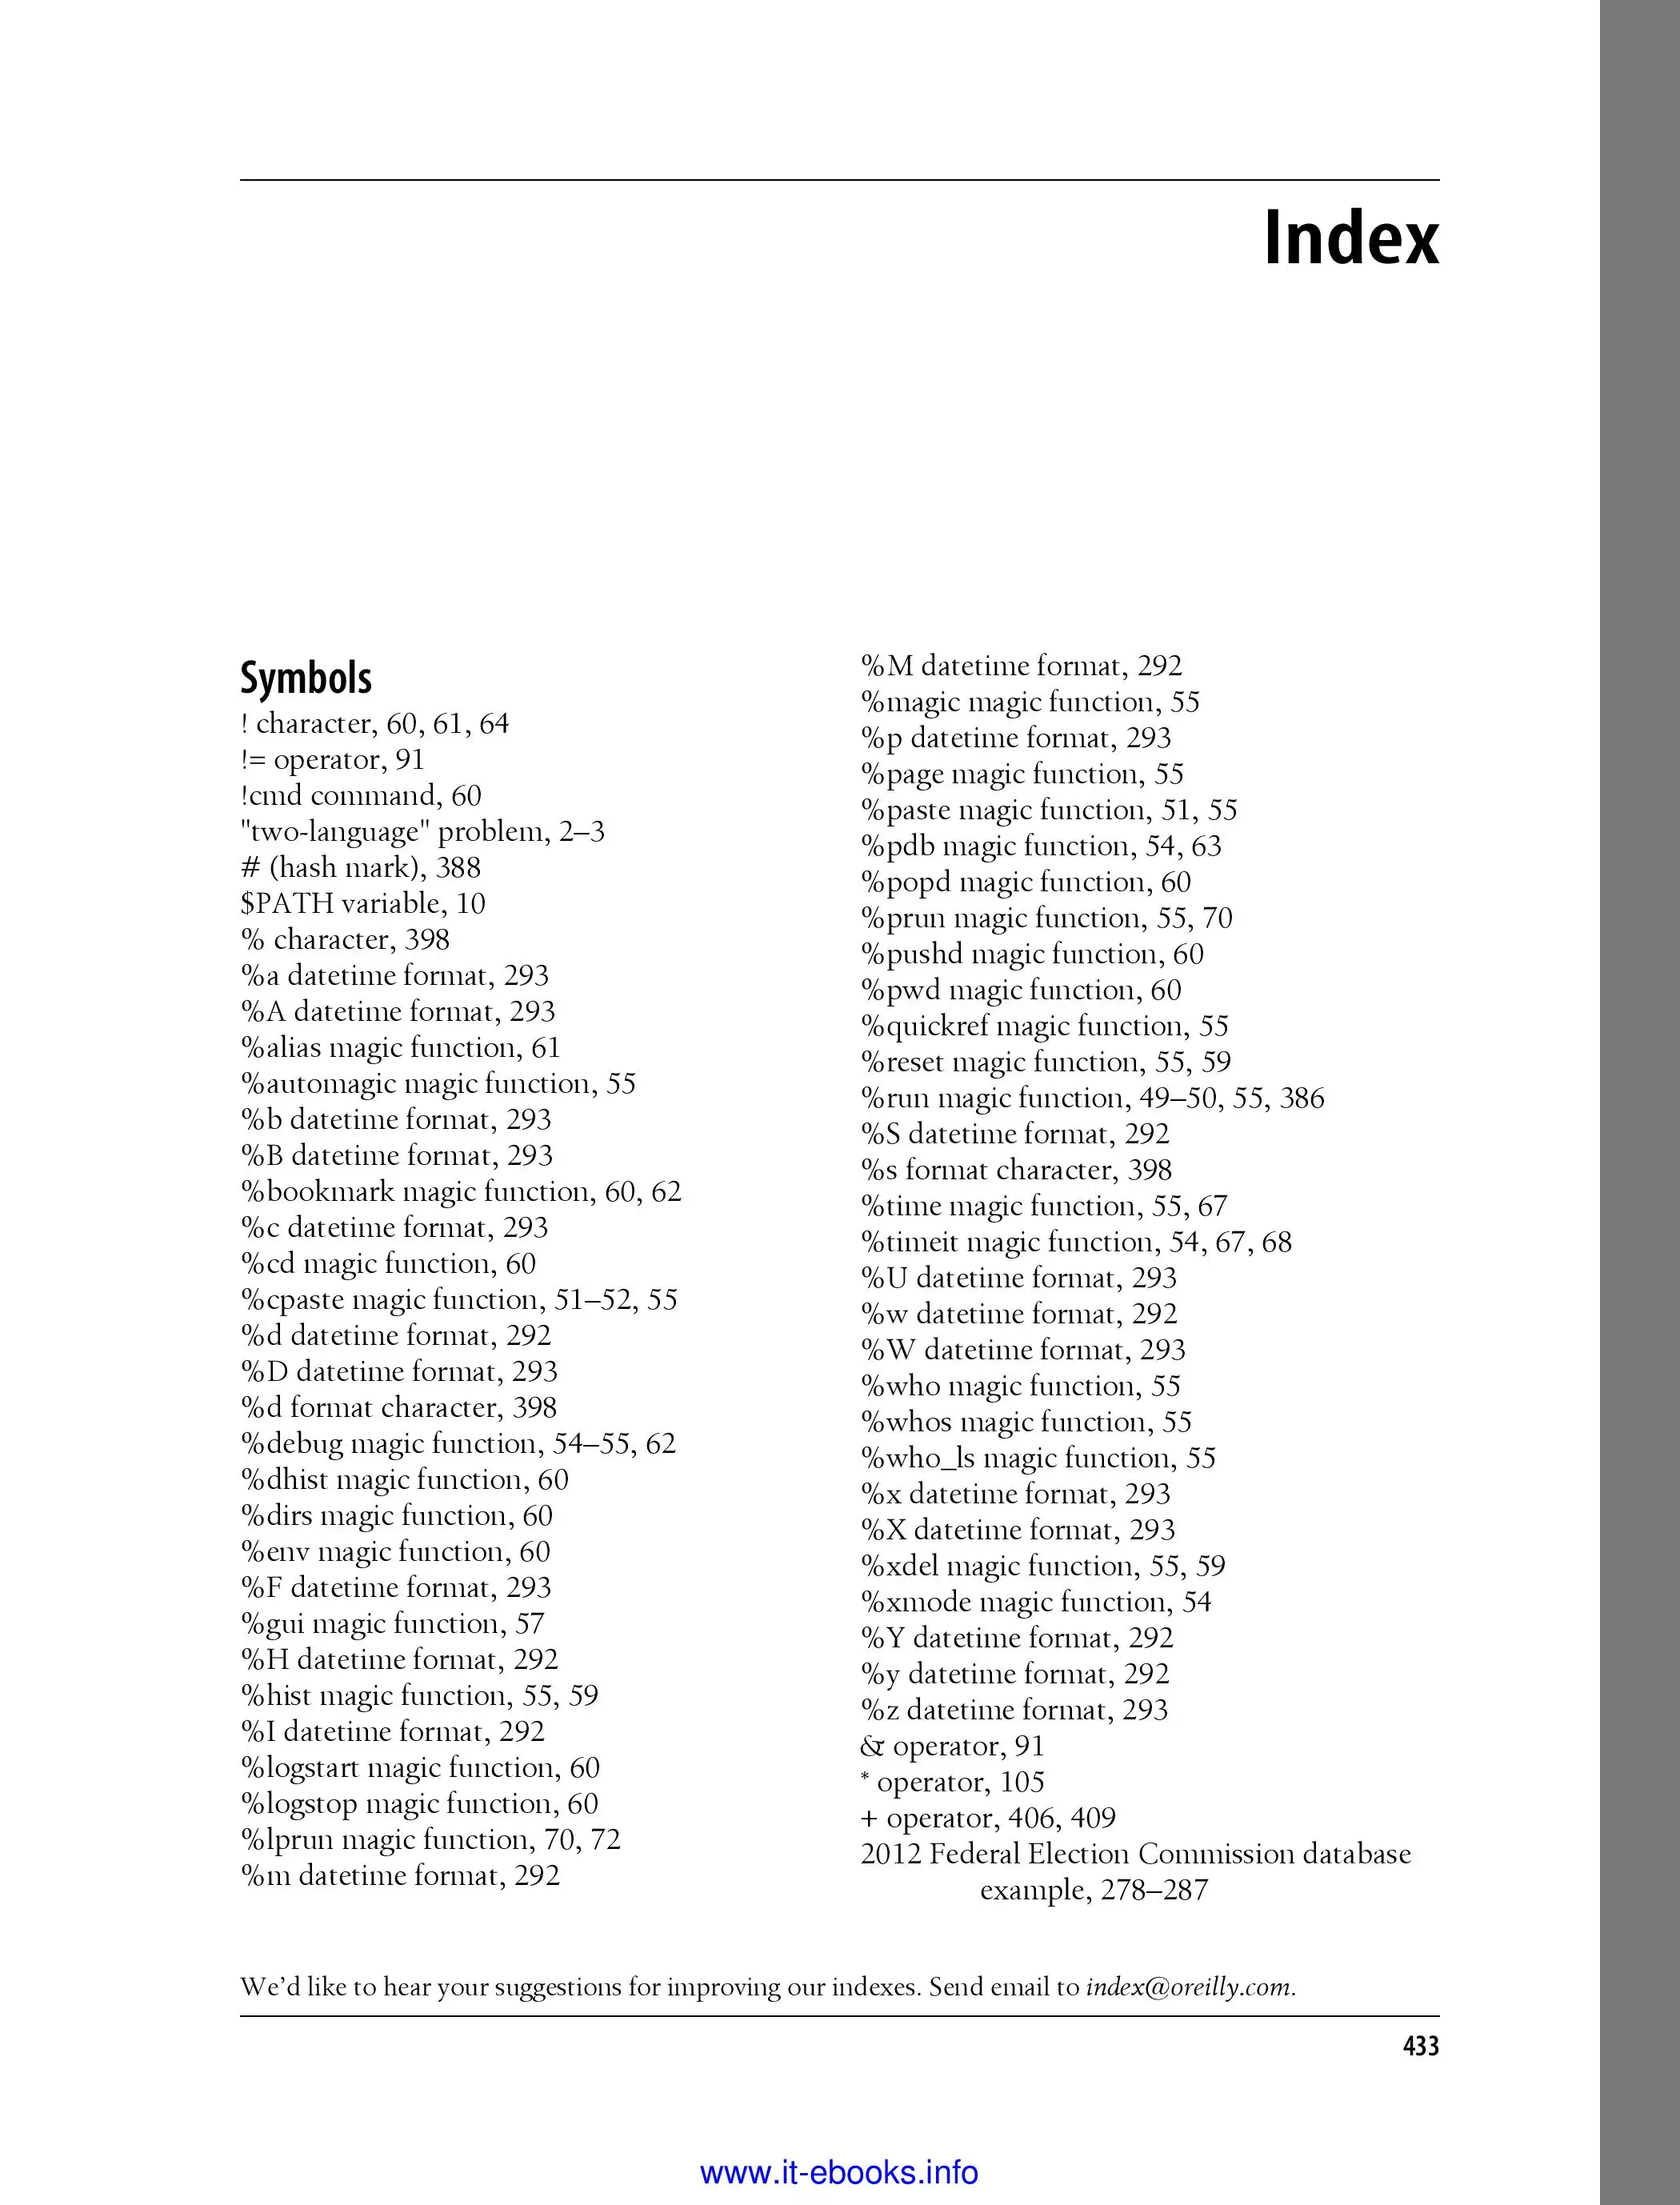 Index
Symbols
! character, 60, 61, 64
!= operator, 91
!cmd command, 60
"two-language" problem, 2–3
# (hash mark), 388
$PATH variable, 10
% character, 398
%a datetime format, 293
%A datetime format, 293
%alias magic function, 61
%automagic magic function, 55
%b datetime format, 293
%B datetime format, 293
%bookmark magic function, 60, 62
%c datetime format, 293
%cd magic function, 60
%cpaste magic function, 51–52, 55
%d datetime format, 292
%D datetime format, 293
%d format character, 398
%debug magic function, 54–55, 62
%dhist magic function, 60
%dirs magic function, 60
%env magic function, 60
%F datetime format, 293
%gui magic function, 57
%H datetime format, 292
%hist magic function, 55, 59
%I datetime format, 292
%logstart magic function, 60
%logstop magic function, 60
%lprun magic function, 70, 72
%m datetime format, 292
%M datetime format, 292
%magic magic function, 55
%p datetime format, 293
%page magic function, 55
%paste magic function, 51, 55
%pdb magic function, 54, 63
%popd magic function, 60
%prun magic function, 55, 70
%pushd magic function, 60
%pwd magic function, 60
%quickref magic function, 55
%reset magic function, 55, 59
%run magic function, 49–50, 55, 386
%S datetime format, 292
%s format character, 398
%time magic function, 55, 67
%timeit magic function, 54, 67, 68
%U datetime format, 293
%w datetime format, 292
%W datetime format, 293
%who magic function, 55
%whos magic function, 55
%who_ls magic function, 55
%x datetime format, 293
%X datetime format, 293
%xdel magic function, 55, 59
%xmode magic function, 54
%Y datetime format, 292
%y datetime format, 292
%z datetime format, 293
& operator, 91
* operator, 105
+ operator, 406, 409
2012 Federal Election Commission database
example, 278–287
We’d like to hear your suggestions for improving our indexes. Send email to index@oreilly.com.
433
www.it-ebooks.info